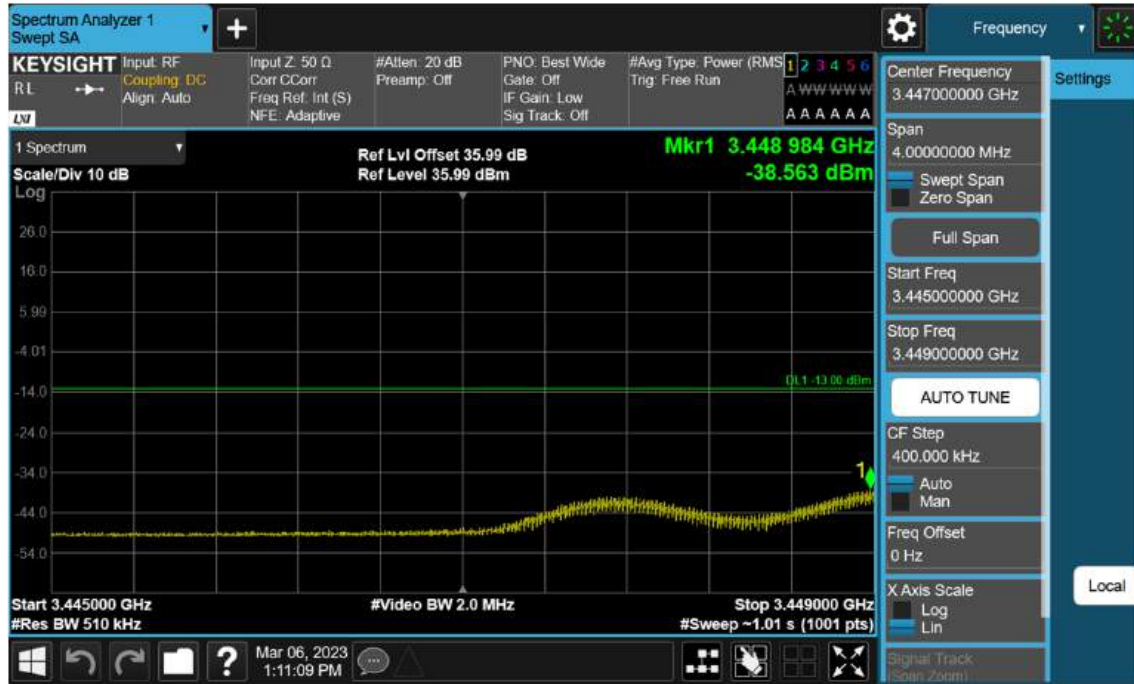 Spectrum Analyzer 1
Swept SA
Frequency
KEYSIGHT
RL
LXI
Input: RF
Coupling: DC
Align: Auto
Input Z: 50 Ω
Corr CCorr
Freq Ref: Int (S)
NFE: Adaptive
#Atten: 20 dB
Preamp: Off
PNO: Best Wide
Gate: Off
IF Gain: Low
Sig Track: Off
#Avg Type: Power (RMS
Trig: Free Run
1 2 3 4 5 6
A W W W W W
A A A A A A
1 Spectrum
Scale/Div 10 dB
Log
Ref Lvl Offset 35.99 dB
Ref Level 35.99 dBm
Mkr1 3.448 984 GHz
-38.563 dBm
26.0
16.0
5.99
-4.01
-14.0
-24.0
-34.0
-44.0
-54.0
DL1 -13.00 dBm
1
Start 3.445000 GHz
#Res BW 510 kHz
#Video BW 2.0 MHz
Stop 3.449000 GHz
#Sweep ~1.01 s (1001 pts)
Center Frequency
3.447000000 GHz
Span
4.00000000 MHz
Swept Span
Zero Span
Full Span
Start Freq
3.445000000 GHz
Stop Freq
3.449000000 GHz
AUTO TUNE
CF Step
400.000 kHz
Auto
Man
Freq Offset
0 Hz
X Axis Scale
Log
Lin
Signal Track
(Span Zoom)
Settings
Local
?
Mar 06, 2023
1:11:09 PM